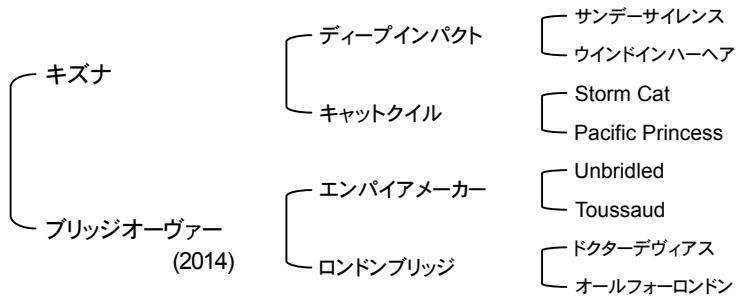 キズナ
ディープインパクト
サンデーサイレンス
ウインドインハーヘア
キャットクイル
Storm Cat
Pacific Princess
ブリッジオーヴァー
(2014)
エンパイアメーカー
Unbridled
Toussaud
ロンドンブリッジ
ドクターデヴィアス
オールフォーロンドン